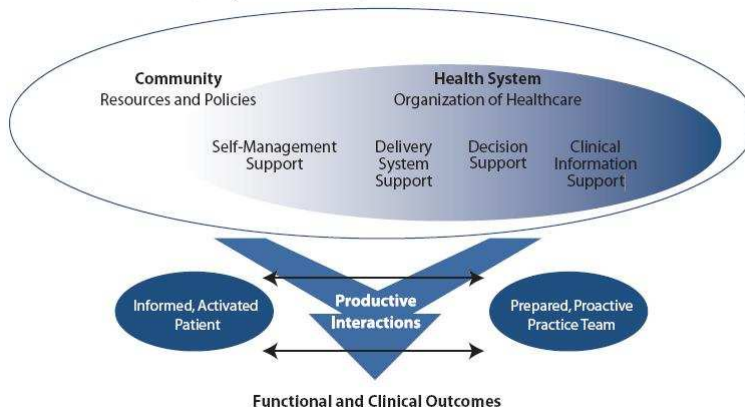 Community
Resources and Policies
Health System
Organization of Healthcare
Self-Management
Support
Delivery
System
Support
Decision
Support
Clinical
Information
Support
Informed, Activated
Patient
Productive
Interactions
Prepared, Proactive
Practice Team
Functional and Clinical Outcomes